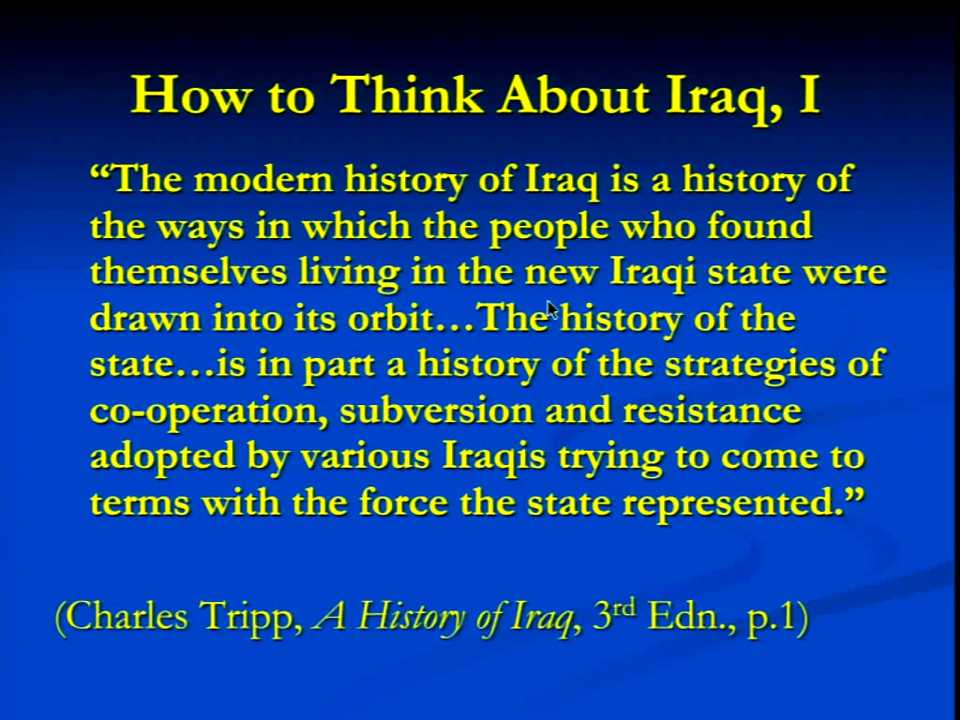 How to Think About Iraq, I
“The modern history of Iraq is a history of
the ways in which the people who found
themselves living in the new Iraqi state were
drawn into its orbit…The history of the
state…is in part a history of the strategies of
co-operation, subversion and resistance
adopted by various Iraqis trying to come to
terms with the force the state represented.”
(Charles Tripp, A History of Iraq, 3rd Edn., p.1)